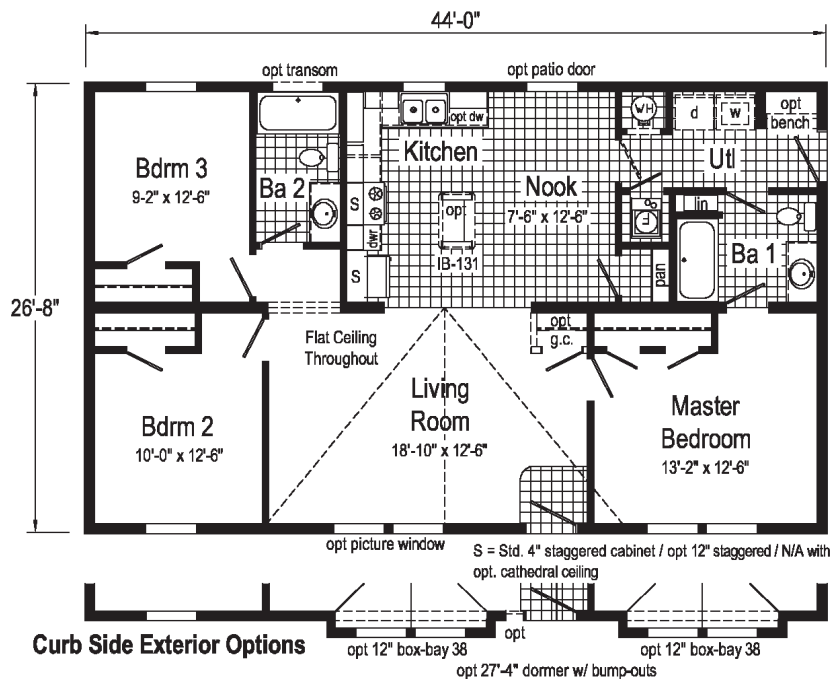 44'-0"
opt transom
opt patio door
opt dw
WH
d
w
opt
bench
Kitchen
Utl
Bdrm 3
9-2" x 12'-6"
Ba 2
Nook
7'-6" x 12'-6"
S
opt
lin
dwr
Ba 1
IB-131
S
pan
26'-8"
Flat Ceiling
Throughout
opt
g.c.
Living
Room
18'-10" x 12'-6"
Master
Bedroom
13'-2" x 12'-6"
Bdrm 2
10'-0" x 12'-6"
opt picture window
S = Std. 4" staggered cabinet / opt 12" staggered / N/A with
opt. cathedral ceiling
Curb Side Exterior Options
opt
opt 12" box-bay 38
opt 12" box-bay 38
opt 27'-4" dormer w/ bump-outs